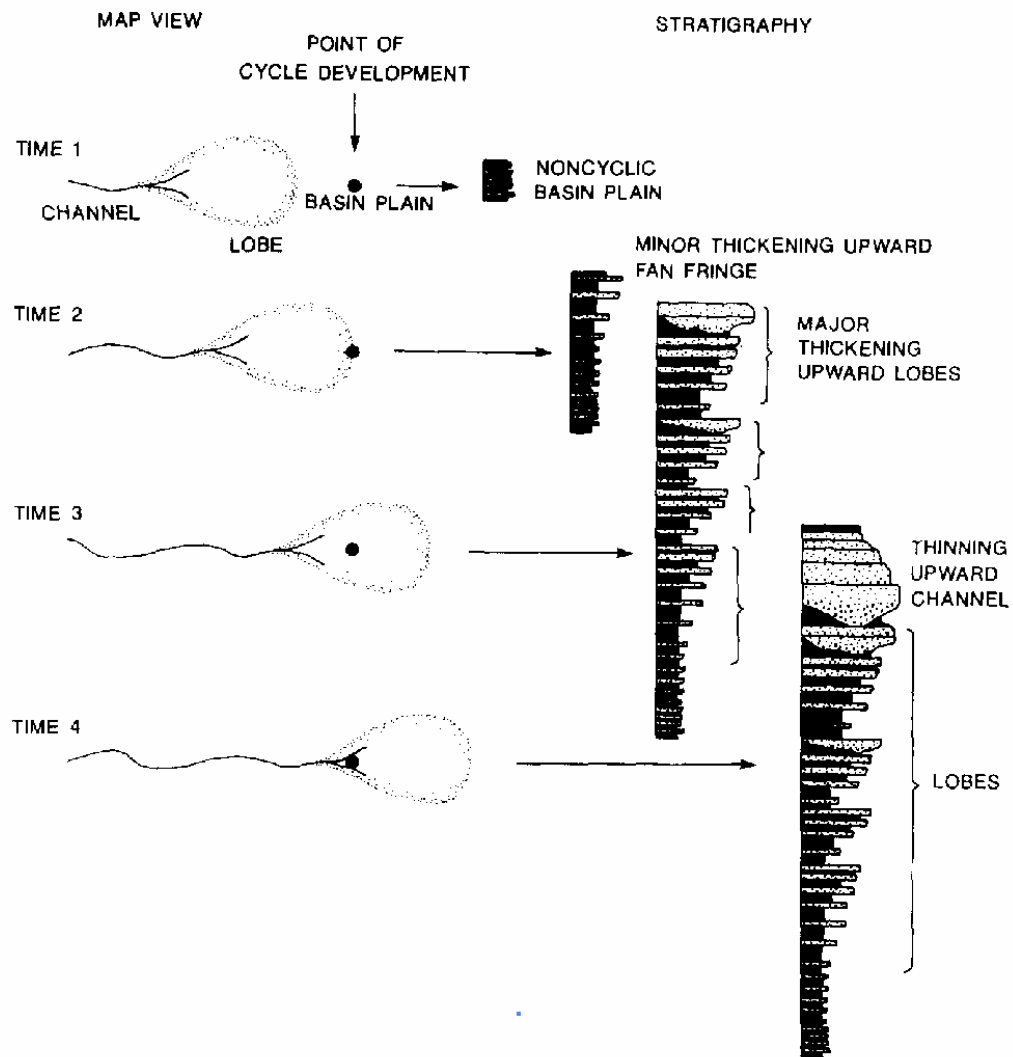 MAP VIEW
STRATIGRAPHY
POINT OF
CYCLE DEVELOPMENT
TIME 1
CHANNEL
LOBE
BASIN PLAIN
NONCYCLIC
BASIN PLAIN
MINOR THICKENING UPWARD
FAN FRINGE
TIME 2
MAJOR
THICKENING
UPWARD LOBES
TIME 3
THINNING
UPWARD
CHANNEL
TIME 4
LOBES